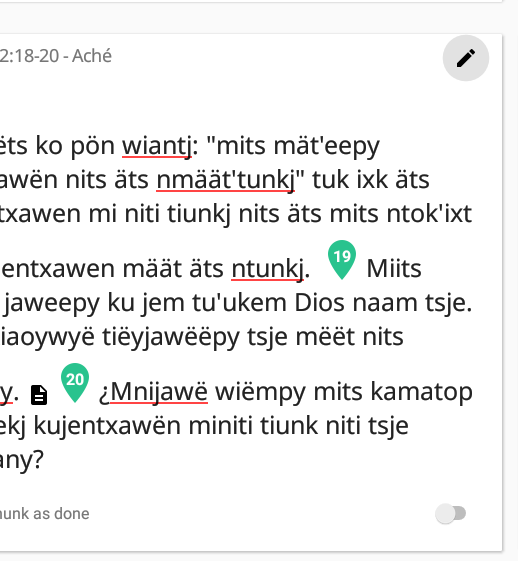 2:18-20 - Aché
ëts ko pön wiantj: "mits mät'eepy
awën nits äts nmäät'tunkj" tuk ixk äts
txawen mi niti tiunkj nits äts mits ntok'ixt
entxawen määt äts ntunkj. 19 Miits
jaweepy ku jem tu'ukem Dios naam tsje.
iaoywyë tiëyjawëëpy tsje mëët nits
y. 20 ¿Mnijawë wiëmpy mits kamatop
ekj kujentxawën miniti tiunk niti tsje
any?
unk as done